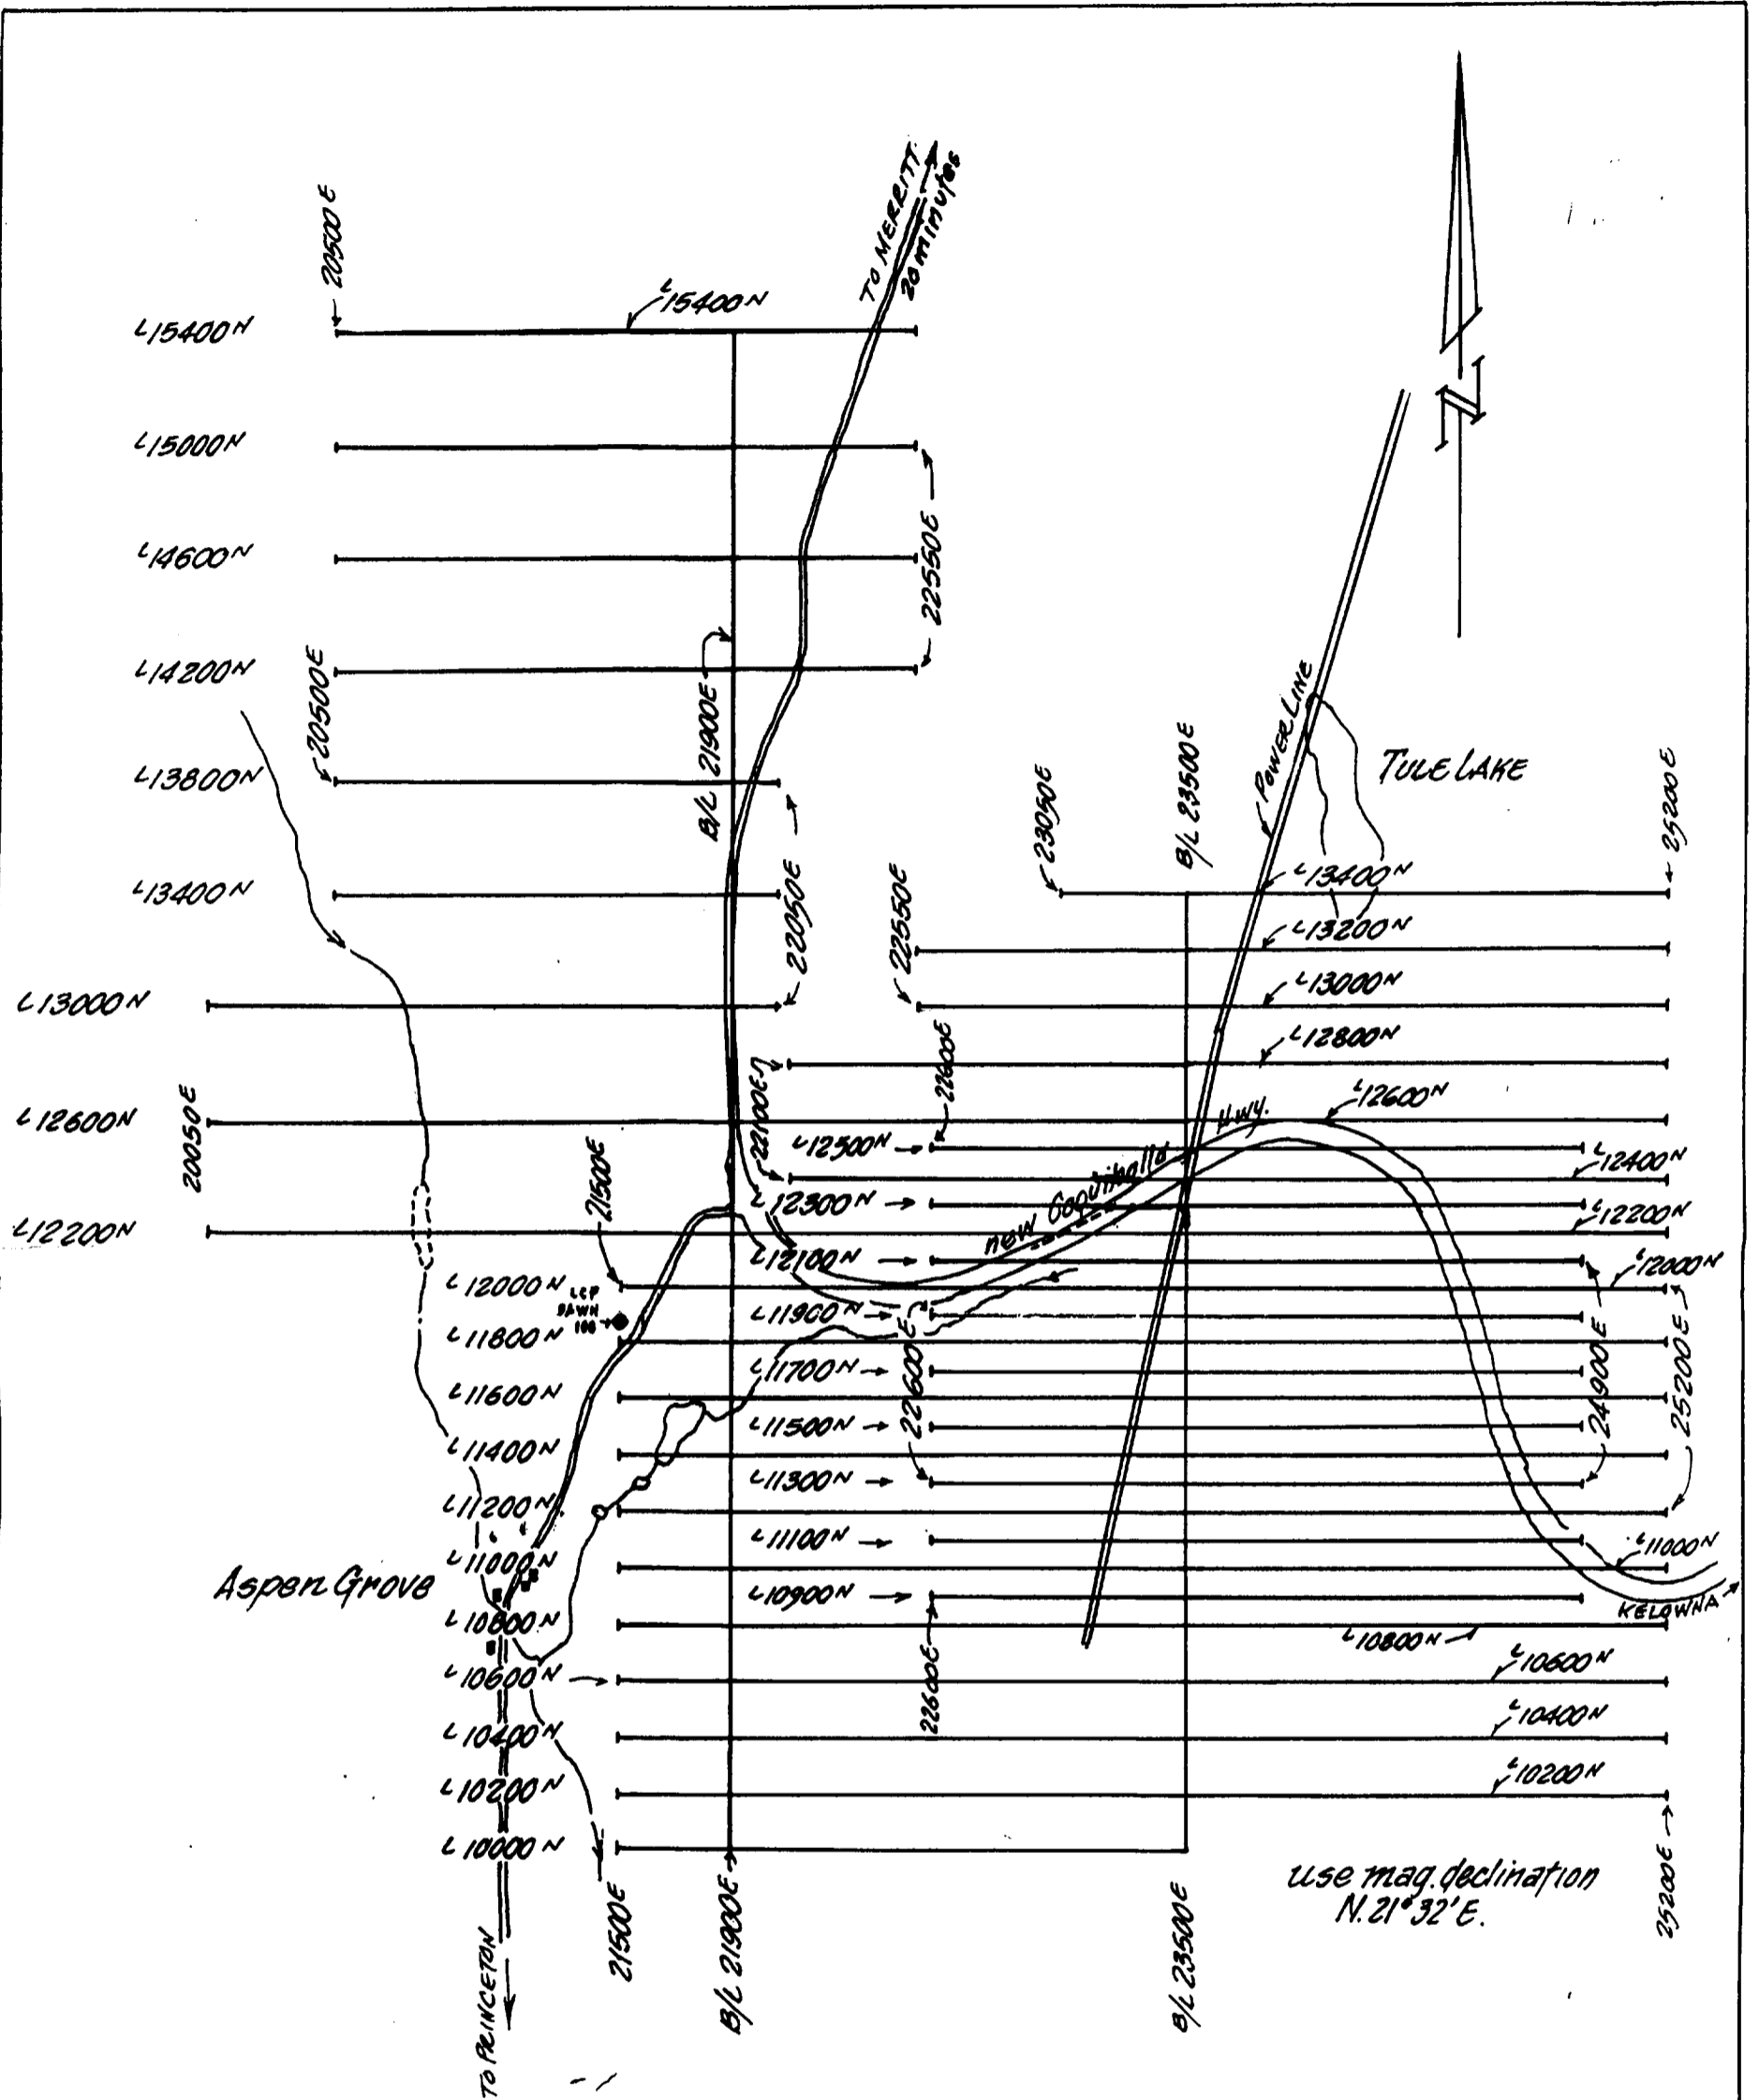 TO MERRITT
20 minutes
20500E
L15400N
L15400N
L15000N
22550E
L14600N
L14200N
20500E
B/L 21900E
POWER LINE
B/L 23500E
TULE LAKE
25200E
L13800N
23050E
L13400N
L13400N
22050E
22550E
L13200N
L13000N
L13000N
L12800N
22600E
22100E
L12600N
20050E
L12600N
Hwy.
L12500N
L12400N
21500E
new Coquihalla
L12300N
L12200N
L12200N
L12100N
L12000N
L12000N
LCP
DAWN
100
L11900N
L11800N
22600E
24900E
25200E
L11700N
L11600N
L11500N
L11400N
L11300N
L11200N
L11100N
L11000N
L11000N
Aspen Grove
L10900N
KELOWNA
L10800N
L10800N
L10600N
L10600N
22600E
L10400N
L10400N
L10200N
L10200N
L10000N
use mag. declination
N. 21°32'E.
25200E
21500E
B/L 21900E
B/L 23500E
TO PRINCETON
N